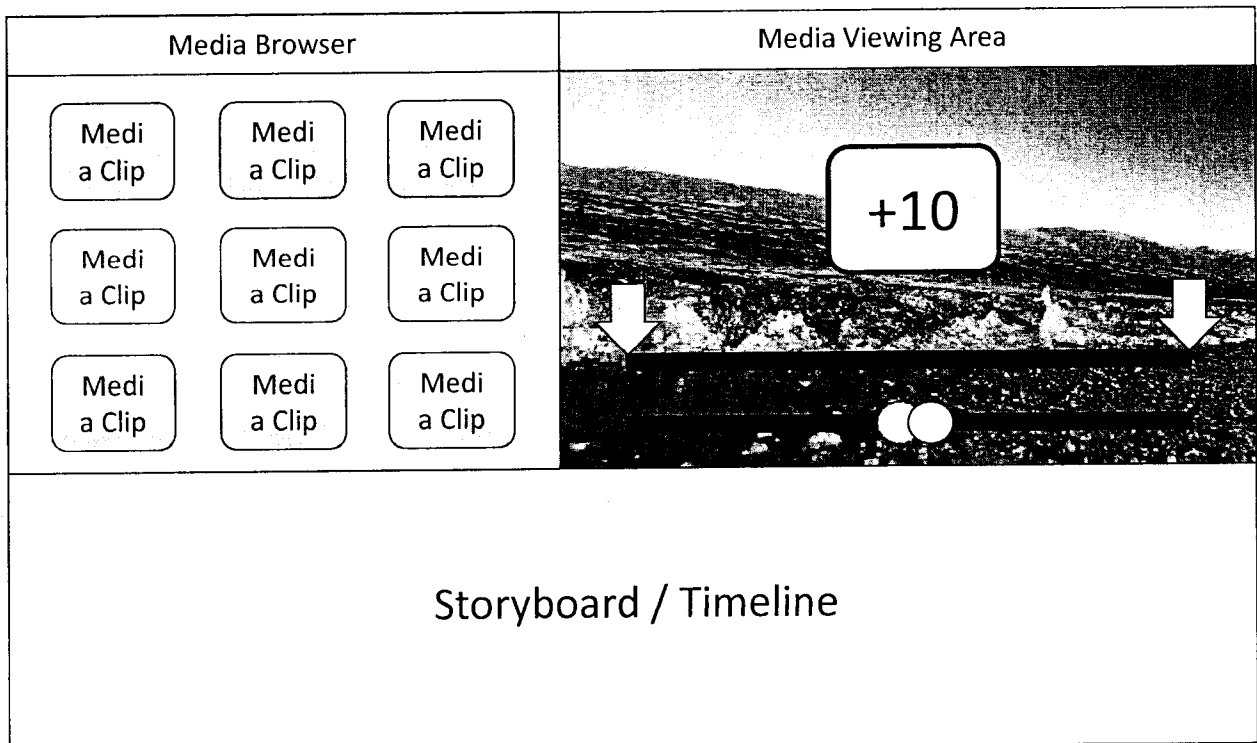 Media Browser
Media Viewing Area
Medi
a Clip
Medi
a Clip
Medi
a Clip
Medi
a Clip
Medi
a Clip
Medi
a Clip
Medi
a Clip
Medi
a Clip
Medi
a Clip
+10
Storyboard / Timeline